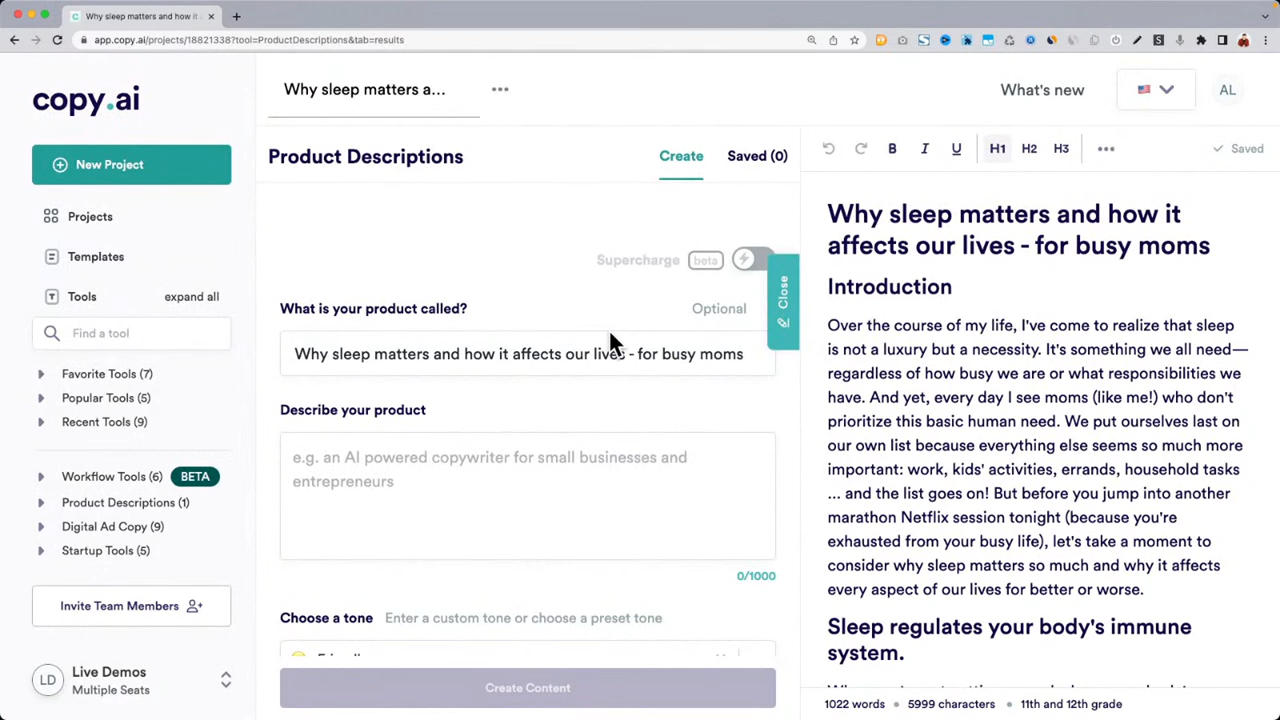 Why sleep matters and how it a
app.copy.ai/projects/18821338?tool=ProductDescriptions&tab=results
copy.ai
New Project
Projects
Templates
Tools
expand all
Find a tool
Favorite Tools (7)
Popular Tools (5)
Recent Tools (9)
Workflow Tools (6) BETA
Product Descriptions (1)
Digital Ad Copy (9)
Startup Tools (5)
Invite Team Members
LD
Live Demos
Multiple Seats
Why sleep matters a...
What's new
AL
Product Descriptions
Create
Saved (0)
Supercharge beta
What is your product called?
Optional
Why sleep matters and how it affects our lives - for busy moms
Describe your product
e.g. an AI powered copywriter for small businesses and
entrepreneurs
0/1000
Choose a tone
Enter a custom tone or choose a preset tone
Create Content
Close
B I U H1 H2 H3
Saved
Why sleep matters and how it
affects our lives - for busy moms
Introduction
Over the course of my life, I've come to realize that sleep
is not a luxury but a necessity. It's something we all need—
regardless of how busy we are or what responsibilities we
have. And yet, every day I see moms (like me!) who don't
prioritize this basic human need. We put ourselves last on
our own list because everything else seems so much more
important: work, kids' activities, errands, household tasks
... and the list goes on! But before you jump into another
marathon Netflix session tonight (because you're
exhausted from your busy life), let's take a moment to
consider why sleep matters so much and why it affects
every aspect of our lives for better or worse.
Sleep regulates your body's immune
system.
1022 words
5999 characters
11th and 12th grade